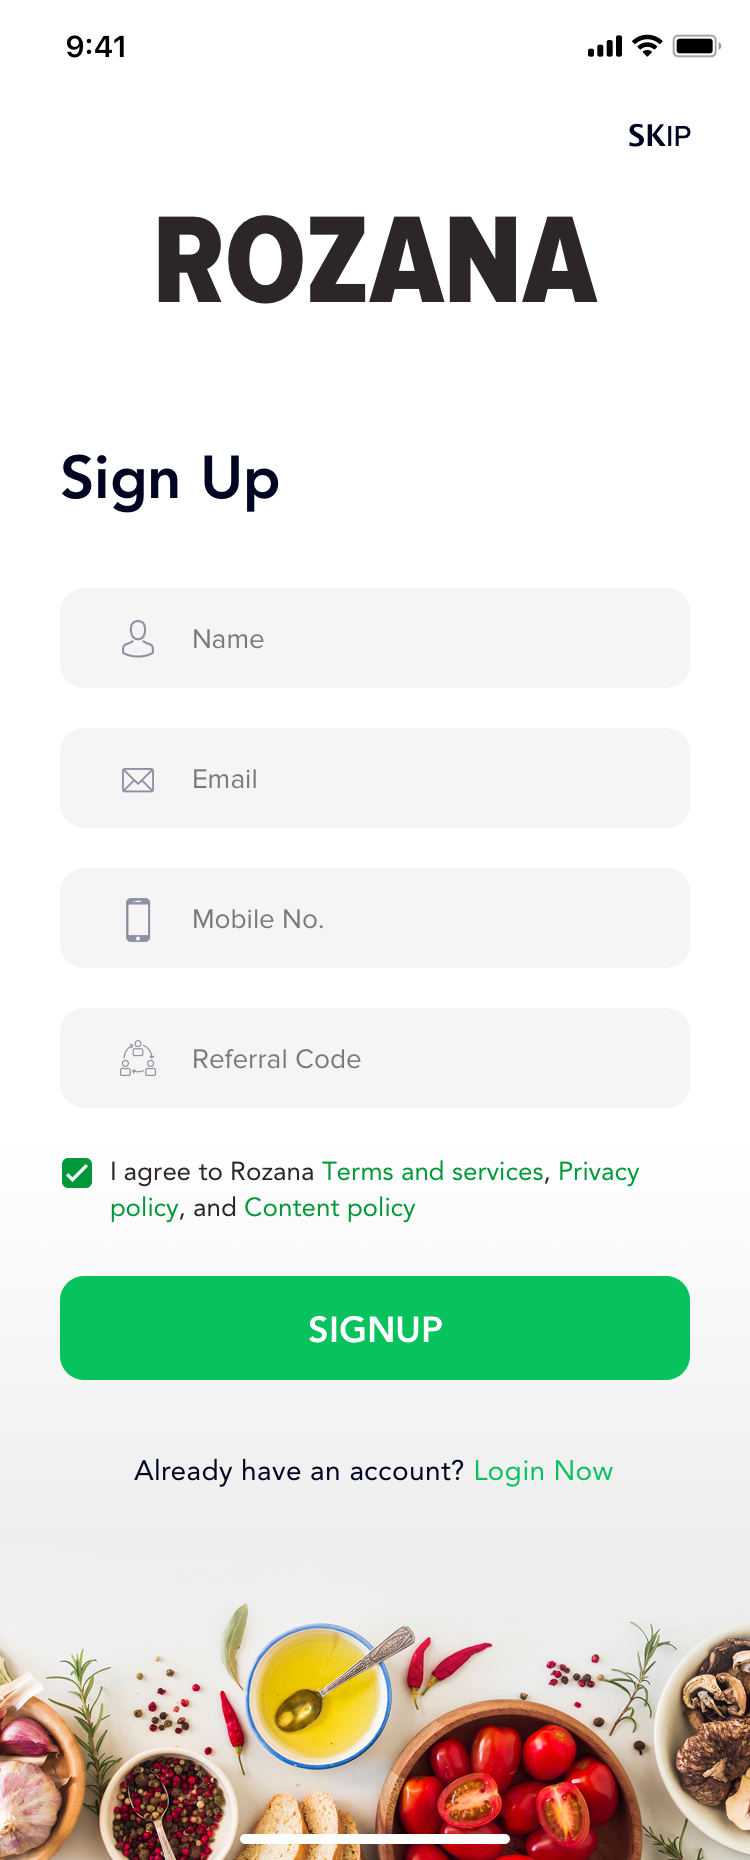 9:41
SKIP
ROZANA
Sign Up
Name
Email
Mobile No.
Referral Code
I agree to Rozana Terms and services, Privacy
policy, and Content policy
SIGNUP
Already have an account? Login Now